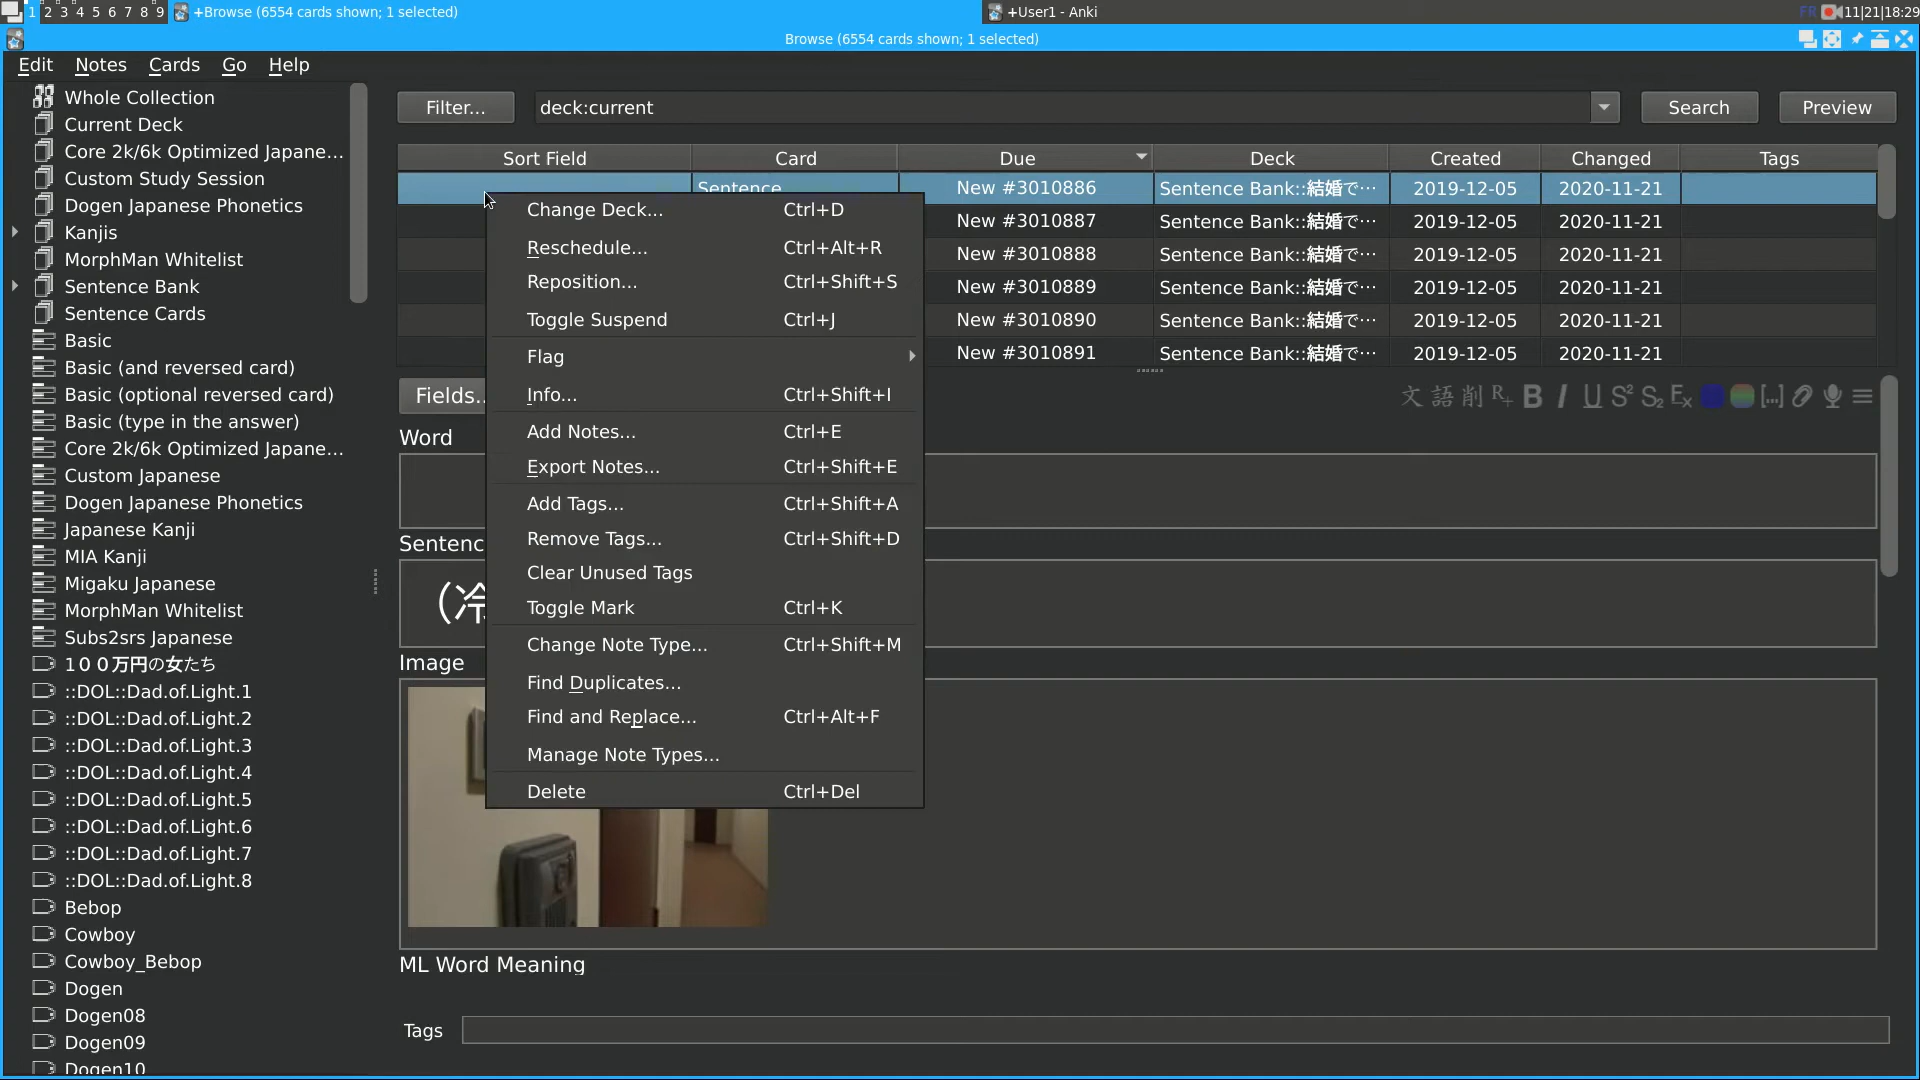 1 2 3 4 5 6 7 8 9 +Browse (6554 cards shown; 1 selected) +User1 - Anki FR 11|21|18:29
Browse (6554 cards shown; 1 selected)
Edit Notes Cards Go Help
Whole Collection
Current Deck
Core 2k/6k Optimized Japane...
Custom Study Session
Dogen Japanese Phonetics
Kanjis
MorphMan Whitelist
Sentence Bank
Sentence Cards
Basic
Basic (and reversed card)
Basic (optional reversed card)
Basic (type in the answer)
Core 2k/6k Optimized Japane...
Custom Japanese
Dogen Japanese Phonetics
Japanese Kanji
MIA Kanji
Migaku Japanese
MorphMan Whitelist
Subs2srs Japanese
1００万円の女たち
::DOL::Dad.of.Light.1
::DOL::Dad.of.Light.2
::DOL::Dad.of.Light.3
::DOL::Dad.of.Light.4
::DOL::Dad.of.Light.5
::DOL::Dad.of.Light.6
::DOL::Dad.of.Light.7
::DOL::Dad.of.Light.8
Bebop
Cowboy
Cowboy_Bebop
Dogen
Dogen08
Dogen09
Dogen10
Filter... deck:current Search Preview
Sort Field Card Due Deck Created Changed Tags
Sentence New #3010886 Sentence Bank::結婚で… 2019-12-05 2020-11-21
New #3010887 Sentence Bank::結婚で… 2019-12-05 2020-11-21
New #3010888 Sentence Bank::結婚で… 2019-12-05 2020-11-21
New #3010889 Sentence Bank::結婚で… 2019-12-05 2020-11-21
New #3010890 Sentence Bank::結婚で… 2019-12-05 2020-11-21
New #3010891 Sentence Bank::結婚で… 2019-12-05 2020-11-21
Change Deck... Ctrl+D
Reschedule... Ctrl+Alt+R
Reposition... Ctrl+Shift+S
Toggle Suspend Ctrl+J
Flag
Info... Ctrl+Shift+I
Add Notes... Ctrl+E
Export Notes... Ctrl+Shift+E
Add Tags... Ctrl+Shift+A
Remove Tags... Ctrl+Shift+D
Clear Unused Tags
Toggle Mark Ctrl+K
Change Note Type... Ctrl+Shift+M
Find Duplicates...
Find and Replace... Ctrl+Alt+F
Manage Note Types...
Delete Ctrl+Del
Fields.. 文 語 削 R+ B I U S² S₂ Ex [...]
Word
Sentenc
(冷
Image
ML Word Meaning
Tags